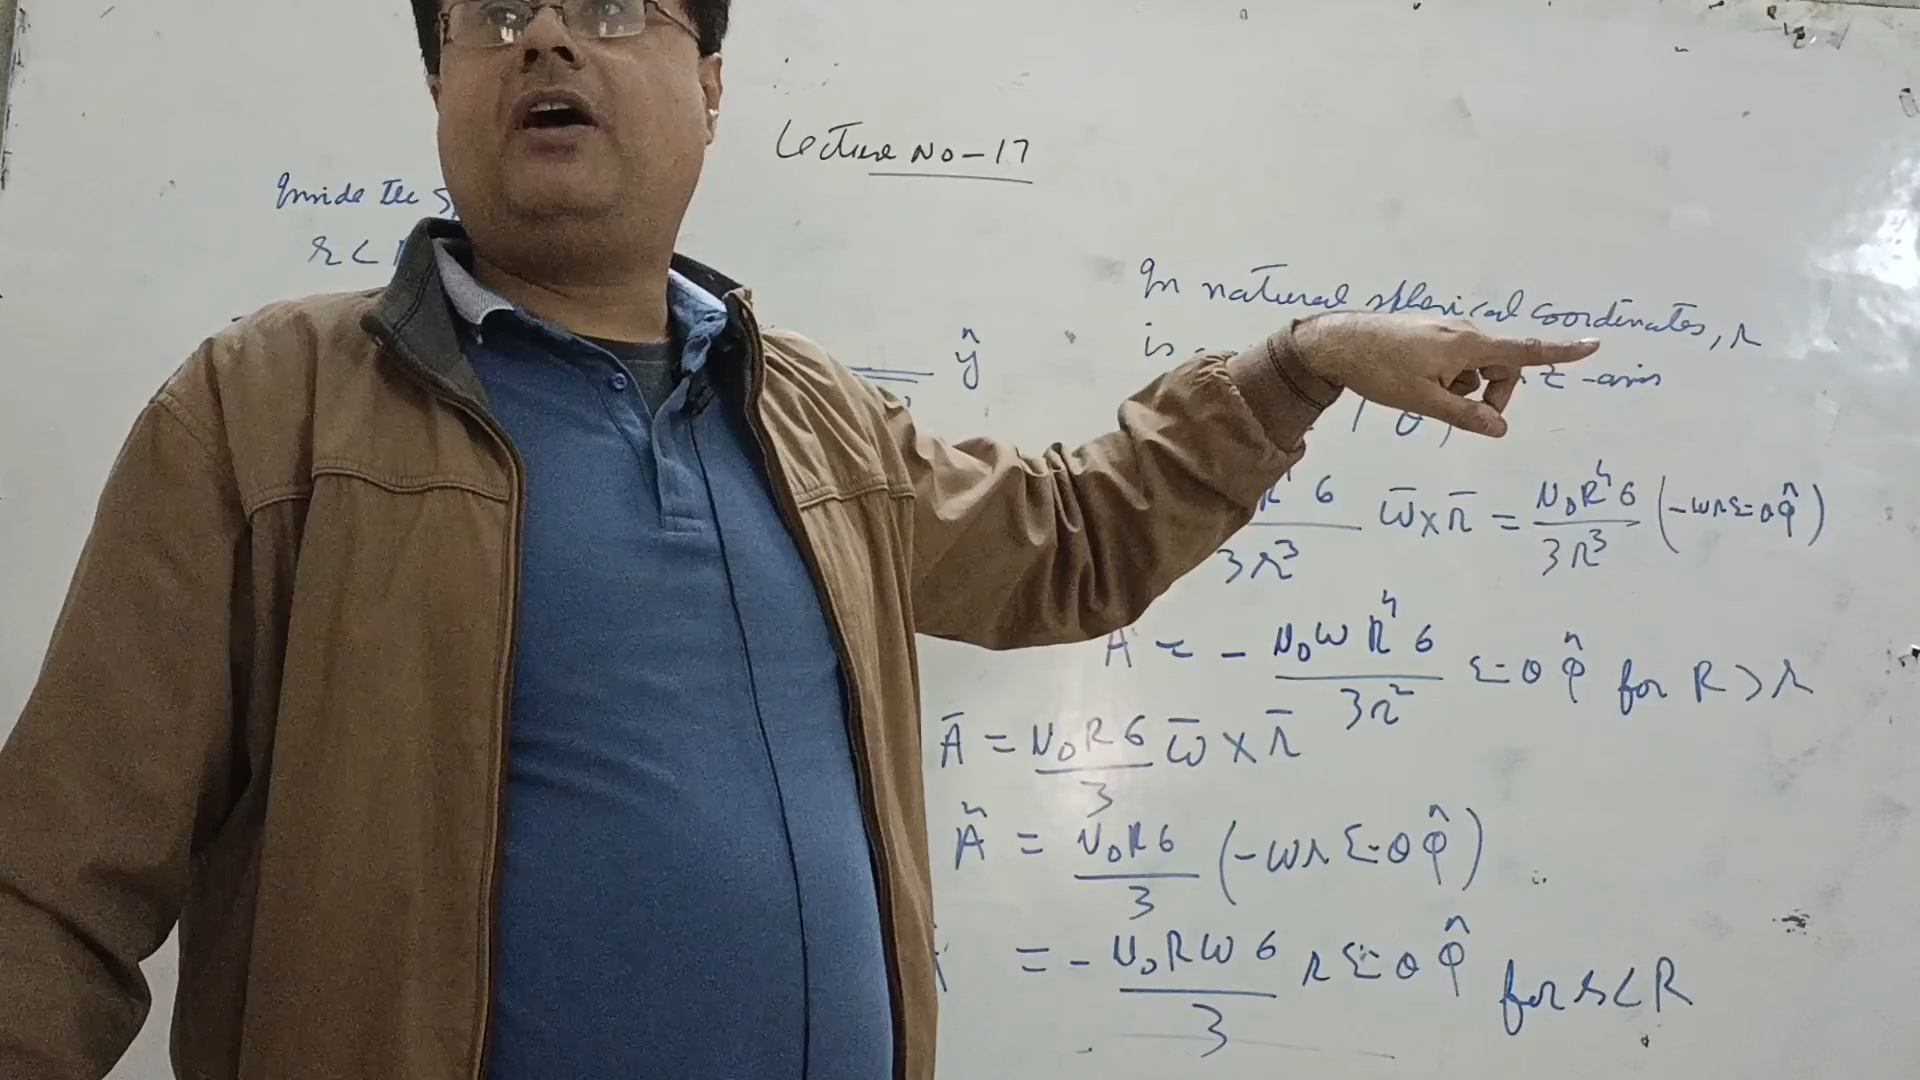 Lecture No-17
Inside the
r <
ŷ
In natural spherical coordinates, r
is
z-axis
θ
R⁴ σ / 3r³ ω̄ × r̄ = μ₀R⁴σ / 3r³ (-ωr sinθ φ̂)
A = - μ₀ωR⁴σ / 3r² sinθ φ̂ for R > r
Ā = μ₀Rσ / 3 ω̄ × r̄
Ā = μ₀Rσ / 3 (-ωr sinθ φ̂)
= - μ₀Rωσ / 3 r sinθ φ̂ for r < R